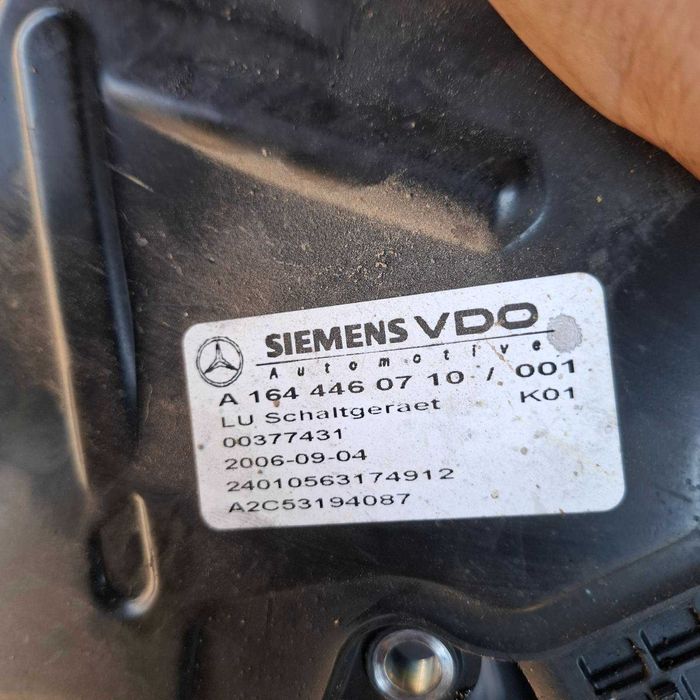 SIEMENS VDO
Automotive
A 164 446 07 10 / 001
LU Schaltgeraet K01
00377431
2006-09-04
24010563174912
A2C53194087